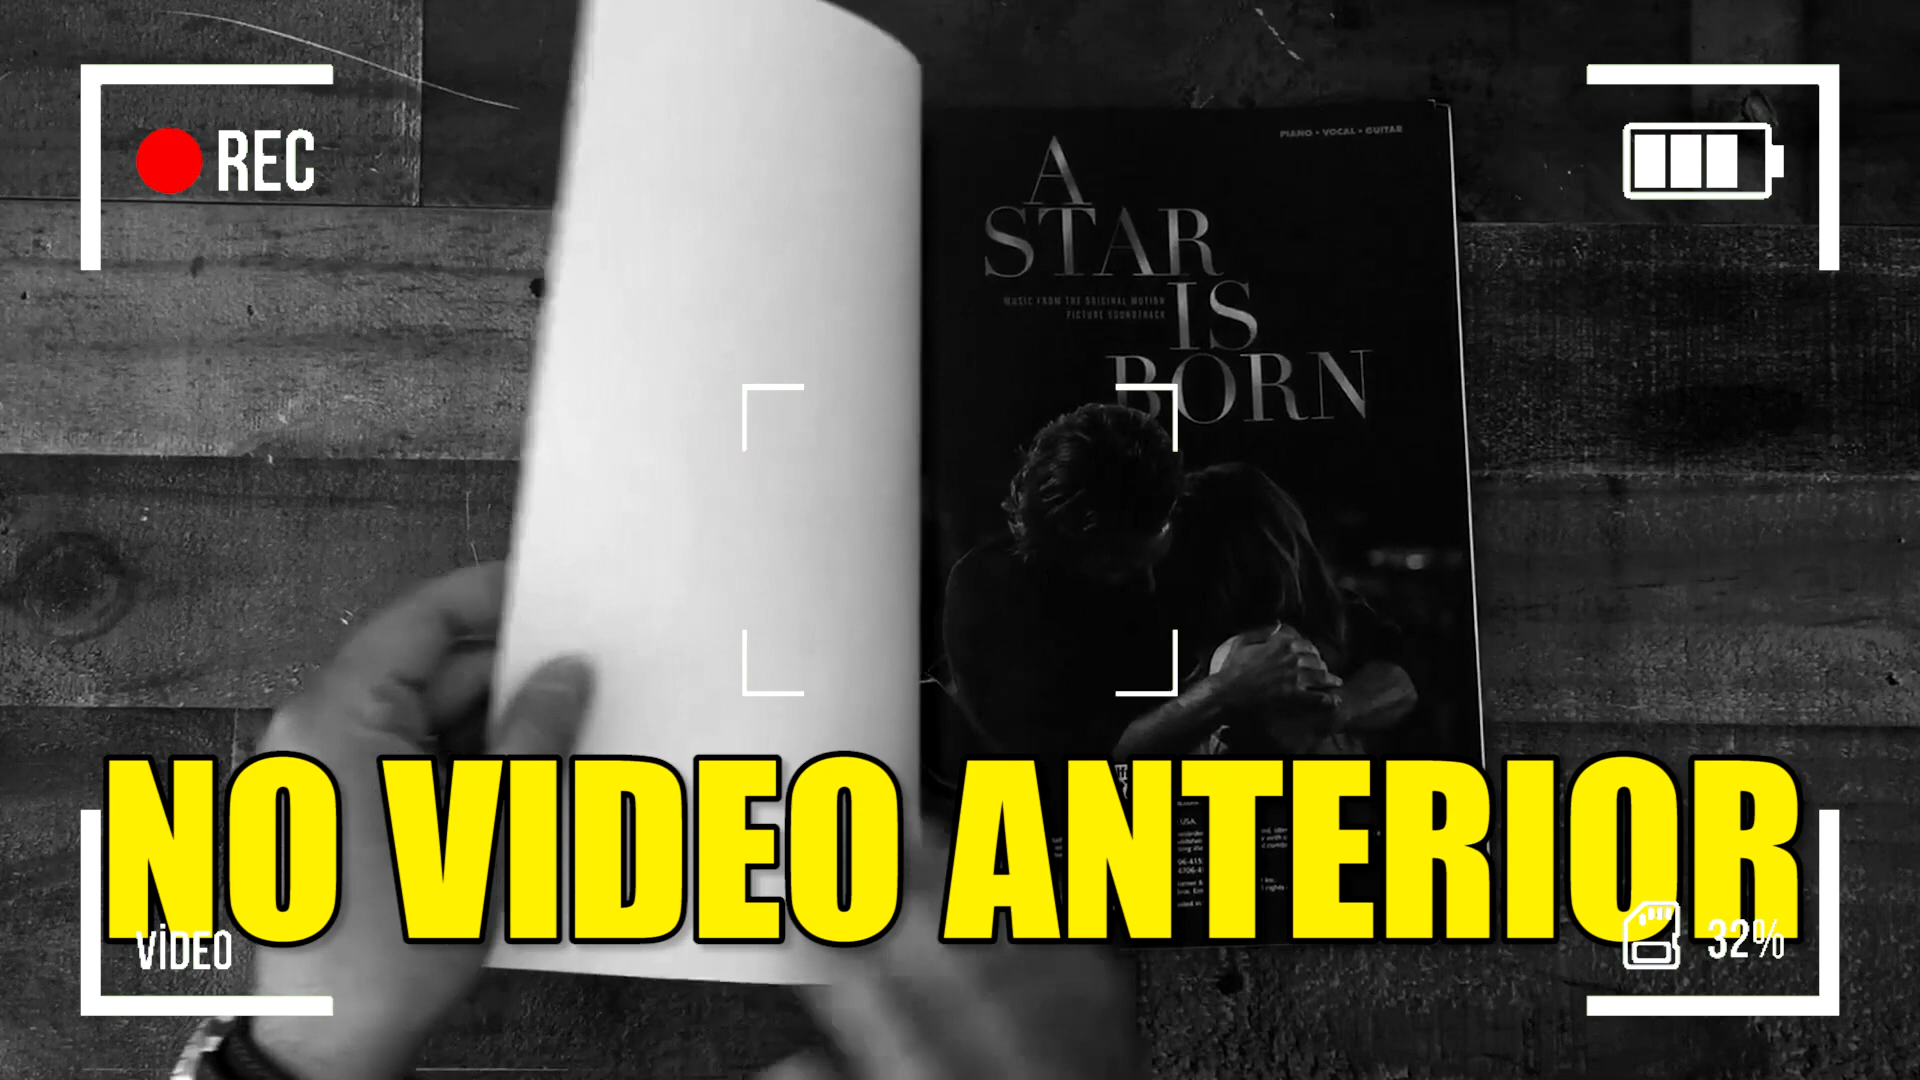 REC
PIANO • VOCAL • GUITAR
A
STAR
IS
BORN
MUSIC FROM THE ORIGINAL MOTION
PICTURE SOUNDTRACK
NO VIDEO ANTERIOR
USA.
VİDEO
32%